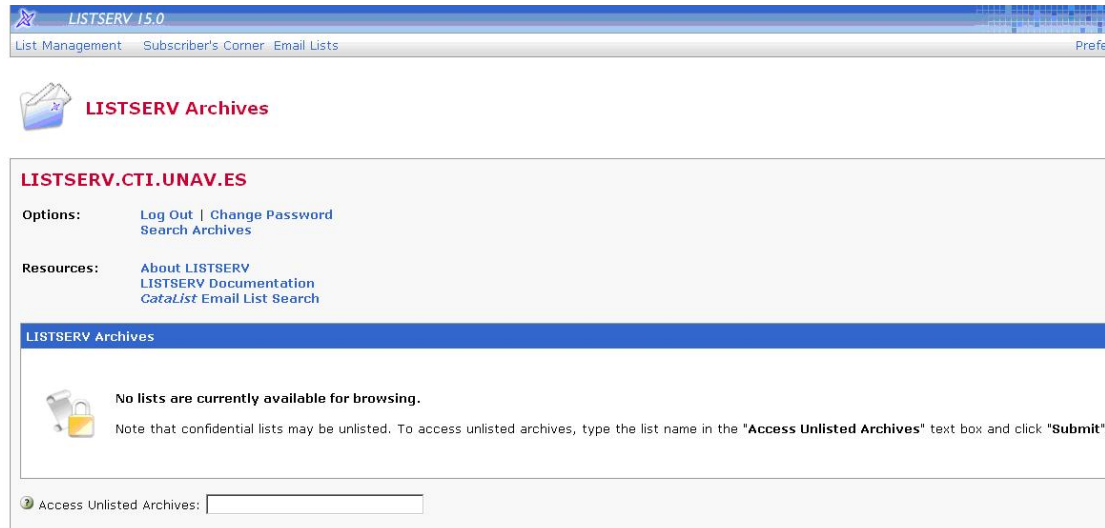 LISTSERV 15.0
List Management Subscriber's Corner Email Lists Prefe
LISTSERV Archives
LISTSERV.CTI.UNAV.ES
Options: Log Out | Change Password
Search Archives
Resources: About LISTSERV
LISTSERV Documentation
CataList Email List Search
LISTSERV Archives
No lists are currently available for browsing.
Note that confidential lists may be unlisted. To access unlisted archives, type the list name in the "Access Unlisted Archives" text box and click "Submit"
Access Unlisted Archives: